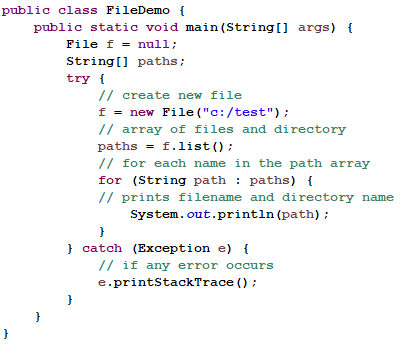 public class FileDemo {
    public static void main(String[] args) {
        File f = null;
        String[] paths;
        try {
            // create new file
            f = new File("c:/test");
            // array of files and directory
            paths = f.list();
            // for each name in the path array
            for (String path : paths) {
            // prints filename and directory name
                System.out.println(path);
            }
        } catch (Exception e) {
            // if any error occurs
            e.printStackTrace();
        }
    }
}